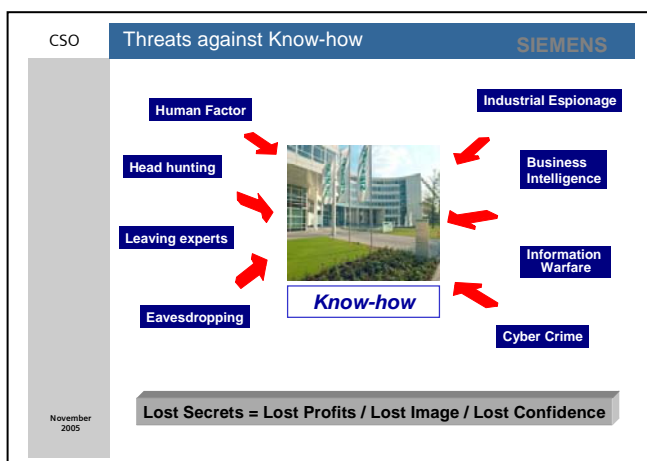 CSO
Threats against Know-how
SIEMENS
Human Factor
Head hunting
Leaving experts
Eavesdropping
Industrial Espionage
Business
Intelligence
Information
Warfare
Cyber Crime
Know-how
Lost Secrets = Lost Profits / Lost Image / Lost Confidence
November
2005